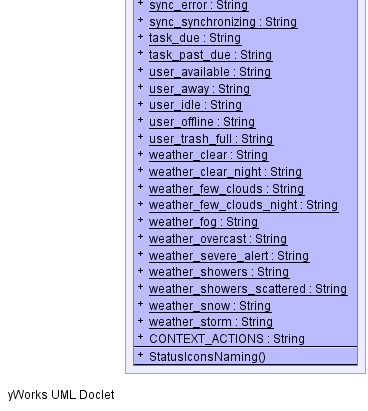 + sync_error : String
+ sync_synchronizing : String
+ task_due : String
+ task_past_due : String
+ user_available : String
+ user_away : String
+ user_idle : String
+ user_offline : String
+ user_trash_full : String
+ weather_clear : String
+ weather_clear_night : String
+ weather_few_clouds : String
+ weather_few_clouds_night : String
+ weather_fog : String
+ weather_overcast : String
+ weather_severe_alert : String
+ weather_showers : String
+ weather_showers_scattered : String
+ weather_snow : String
+ weather_storm : String
+ CONTEXT_ACTIONS : String
+ StatusIconsNaming()
yWorks UML Doclet